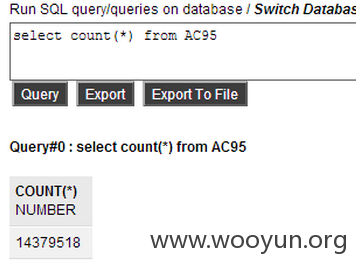 Run SQL query/queries on database / Switch Databas
select count(*) from AC95
Query Export Export To File
Query#0 : select count(*) from AC95
COUNT(*)
NUMBER
14379518
www.wooyun.org